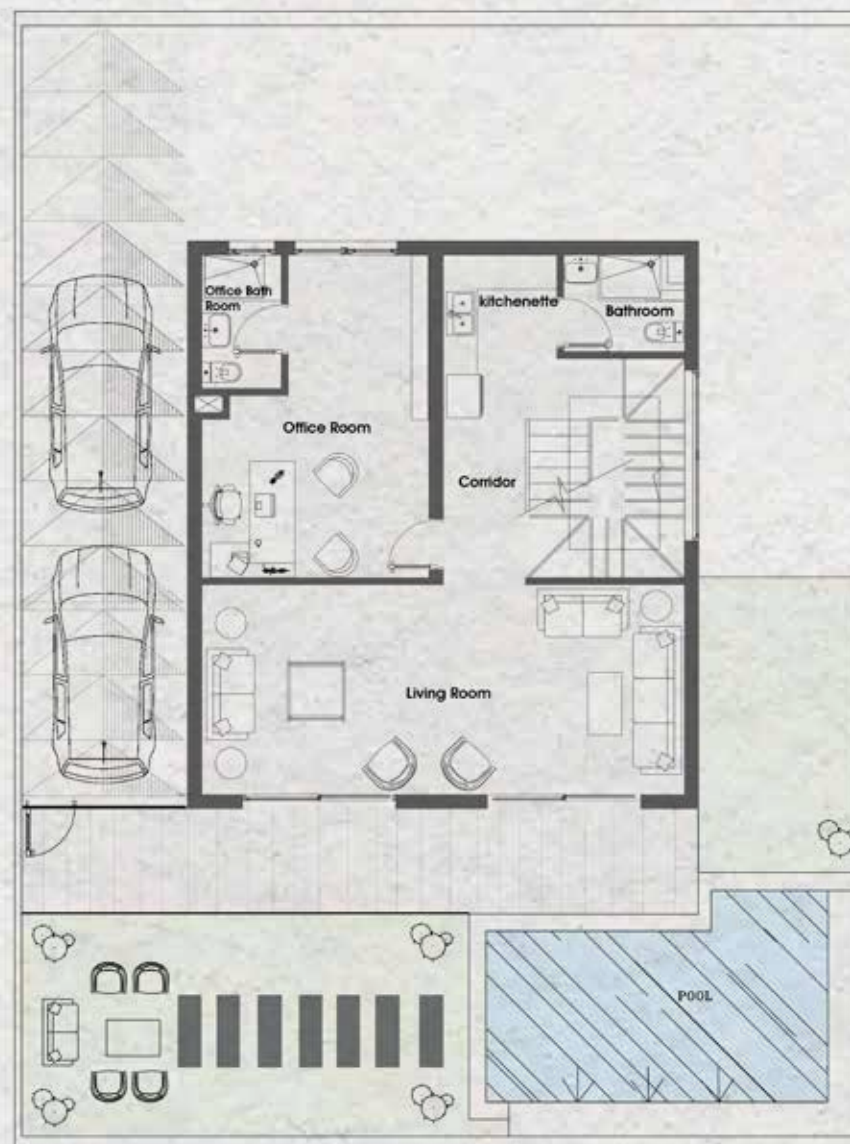 Office Bath
Room
kitchenette
Bathroom
Office Room
Corridor
Living Room
POOL